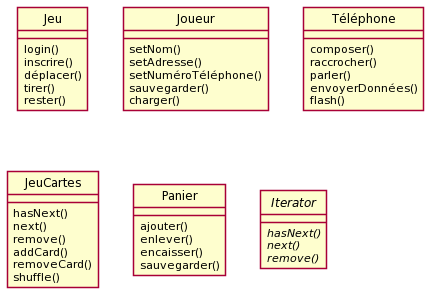 Jeu
login()
inscrire()
déplacer()
tirer()
rester()
Joueur
setNom()
setAdresse()
setNuméroTéléphone()
sauvegarder()
charger()
Téléphone
composer()
raccrocher()
parler()
envoyerDonnées()
flash()
JeuCartes
hasNext()
next()
remove()
addCard()
removeCard()
shuffle()
Panier
ajouter()
enlever()
encaisser()
sauvegarder()
Iterator
hasNext()
next()
remove()